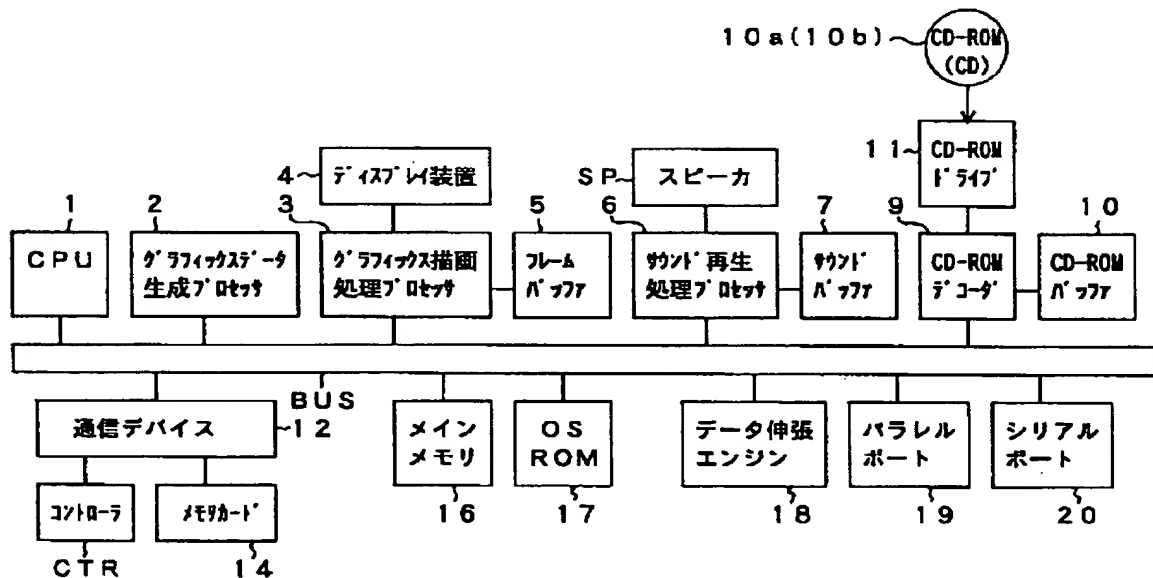 10a(10b)
CD-ROM
(CD)
11
CD-ROM
ドライブ
4
ディスプレイ装置
SP
スピーカ
1
CPU
2
グラフィックスデータ
生成プロセッサ
3
グラフィックス描画
処理プロセッサ
5
フレーム
バッファ
6
サウンド再生
処理プロセッサ
7
サウンド
バッファ
9
CD-ROM
デコーダ
10
CD-ROM
バッファ
BUS
通信デバイス
12
メイン
メモリ
16
OS
ROM
17
データ伸張
エンジン
18
パラレル
ポート
19
シリアル
ポート
20
コントローラ
CTR
メモリカード
14